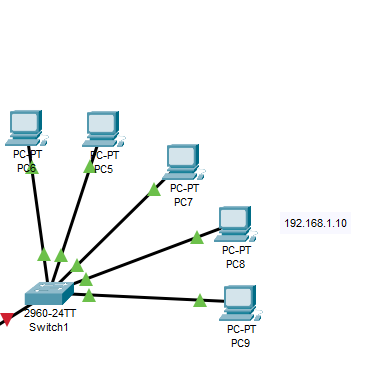 PC-PT
PC6
PC-PT
PC5
PC-PT
PC7
192.168.1.10
PC-PT
PC8
2960-24TT
Switch1
PC-PT
PC9